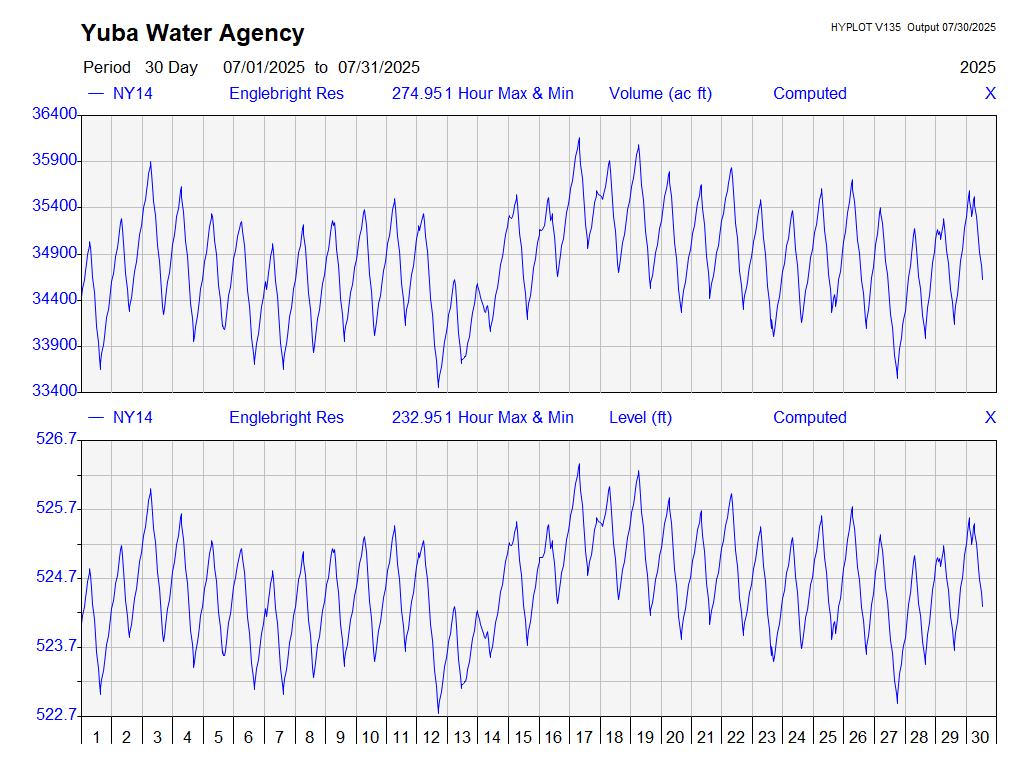 Yuba Water Agency
HYPLOT V135 Output 07/30/2025
Period 30 Day 07/01/2025 to 07/31/2025 2025
NY14 Englebright Res 274.951 Hour Max & Min Volume (ac ft) Computed X
36400
35900
35400
34900
34400
33900
33400
NY14 Englebright Res 232.951 Hour Max & Min Level (ft) Computed X
526.7
525.7
524.7
523.7
522.7
1 2 3 4 5 6 7 8 9 10 11 12 13 14 15 16 17 18 19 20 21 22 23 24 25 26 27 28 29 30